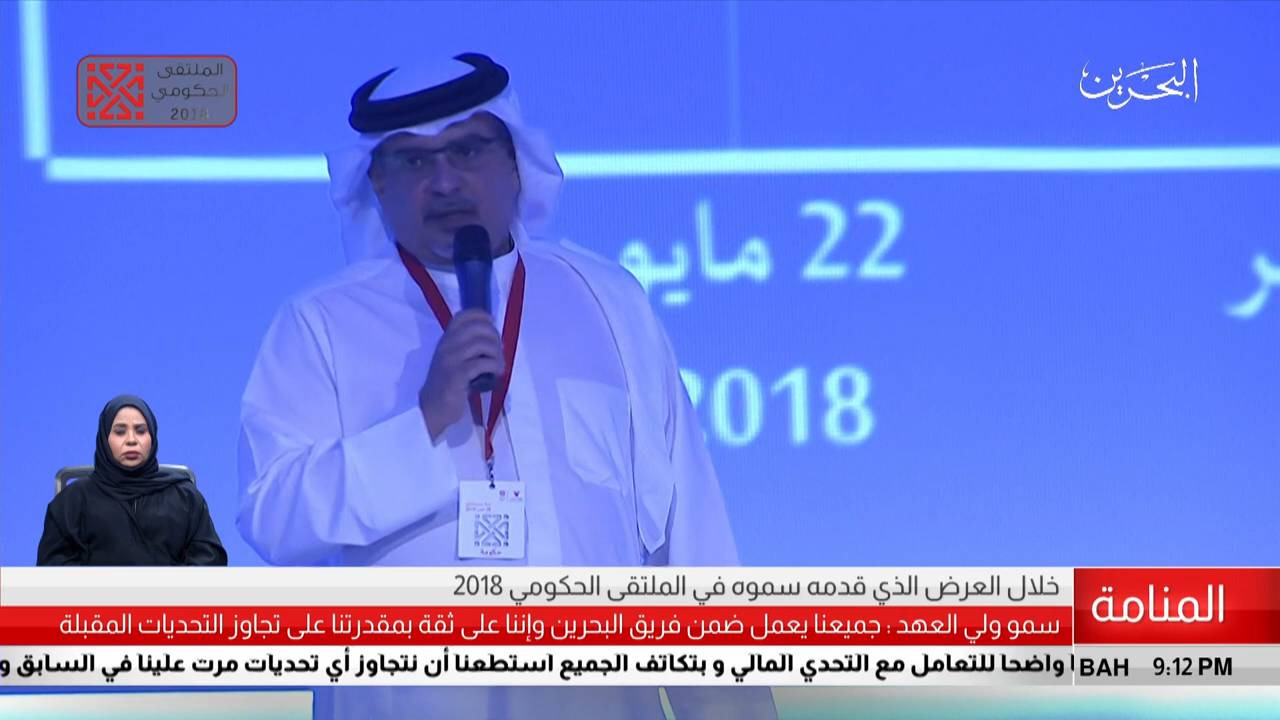 الملتقى
الحكومي
2018
البحرين
22 مايو
2018
ر
حكومة
خلال العرض الذي قدمه سموه في الملتقى الحكومي 2018
المنامة
سمو ولي العهد : جميعنا يعمل ضمن فريق البحرين وإننا على ثقة بمقدرتنا على تجاوز التحديات المقبلة
واضحا للتعامل مع التحدي المالي و بتكاتف الجميع استطعنا أن نتجاوز أي تحديات مرت علينا في السابق و
BAH 9:12 PM